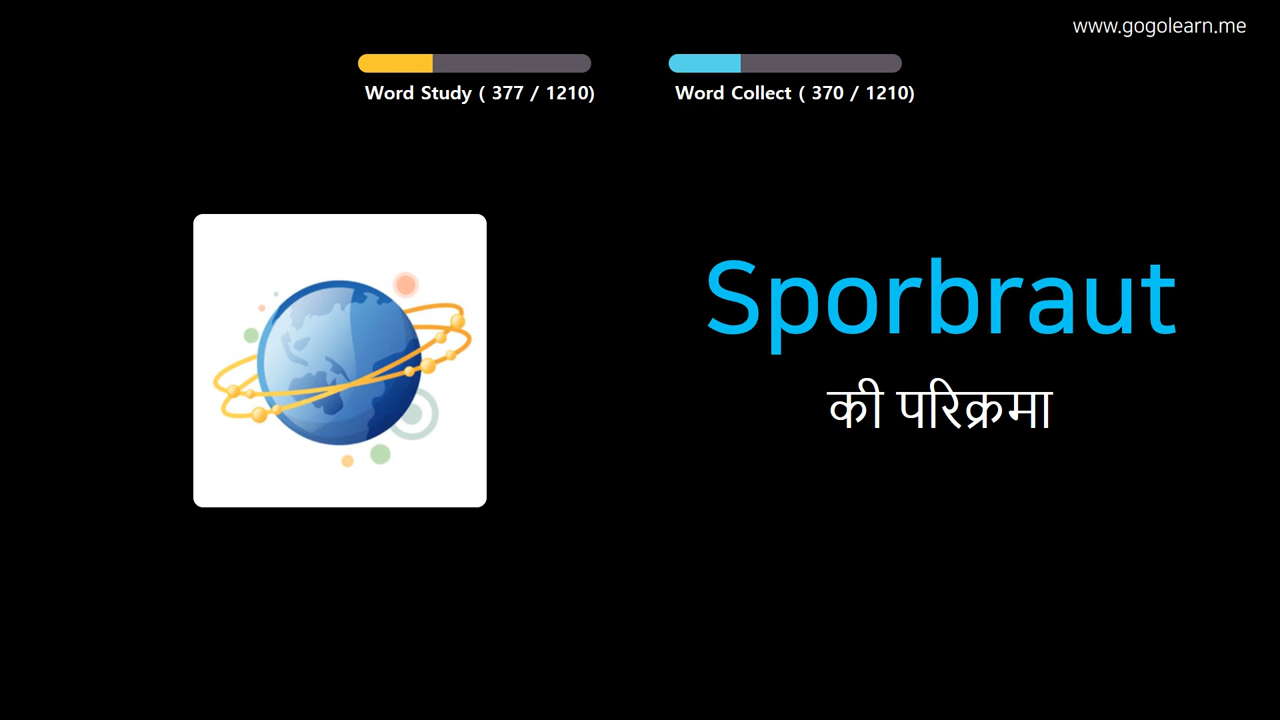 www.gogolearn.me
Word Study ( 377 / 1210)
Word Collect ( 370 / 1210)
Sporbraut
की परिक्रमा